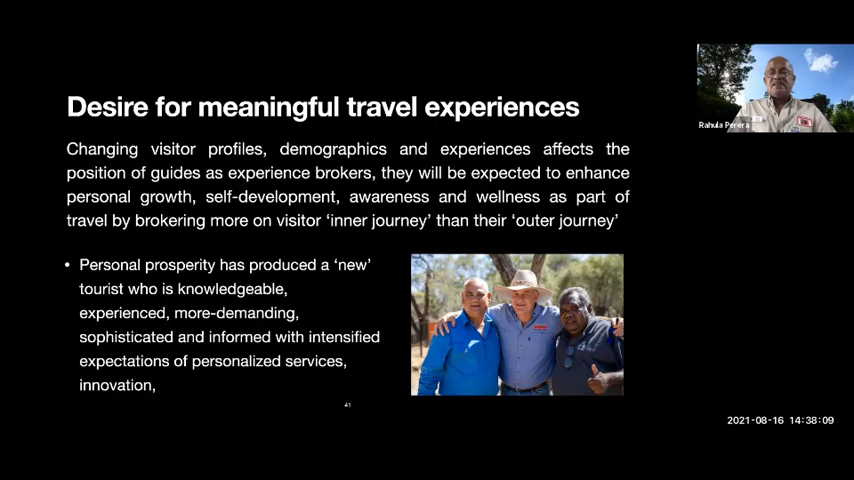 Desire for meaningful travel experiences
Changing visitor profiles, demographics and experiences affects the
position of guides as experience brokers, they will be expected to enhance
personal growth, self-development, awareness and wellness as part of
travel by brokering more on visitor ‘inner journey’ than their ‘outer journey’
• Personal prosperity has produced a ‘new’
tourist who is knowledgeable,
experienced, more-demanding,
sophisticated and informed with intensified
expectations of personalized services,
innovation,
41
Rahula Perera
2021-08-16 14:38:09